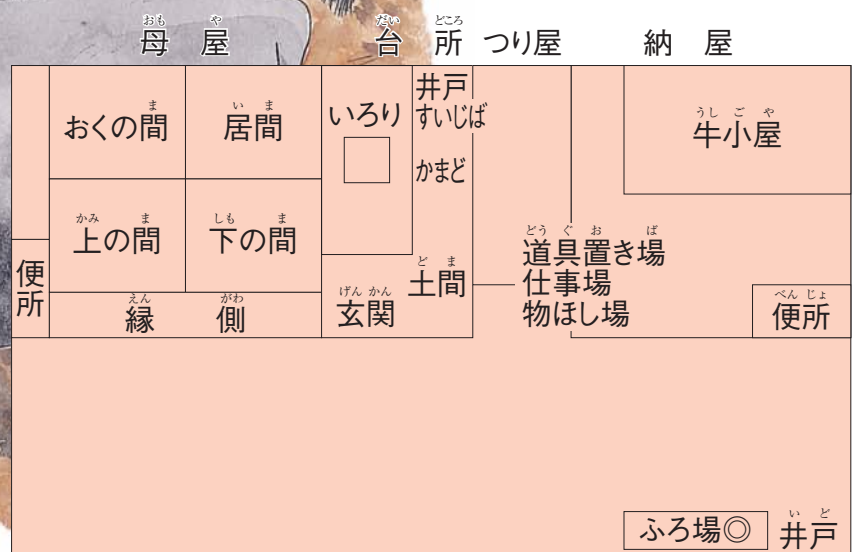 母屋 台所 つり屋 納屋
おくの間
居間
いろり
井戸
すいじば
かまど
牛小屋
上の間
下の間
便所
縁側
玄関
土間
道具置き場
仕事場
物ほし場
便所
ふろ場◎
井戸